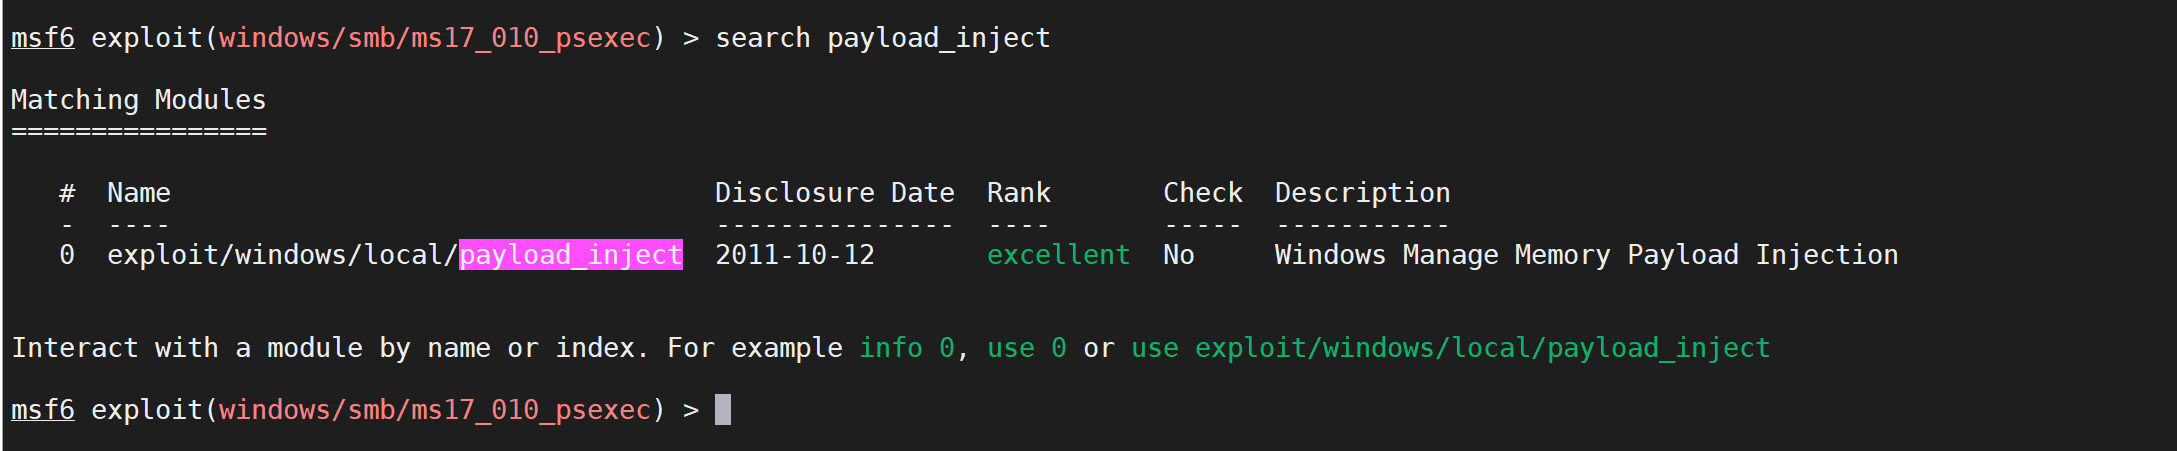 msf6 exploit(windows/smb/ms17_010_psexec) > search payload_inject
Matching Modules
================
#  Name                                  Disclosure Date  Rank       Check  Description
-  ----                                  ---------------  ----       -----  -----------
0  exploit/windows/local/payload_inject  2011-10-12       excellent  No     Windows Manage Memory Payload Injection
Interact with a module by name or index. For example info 0, use 0 or use exploit/windows/local/payload_inject
msf6 exploit(windows/smb/ms17_010_psexec) >